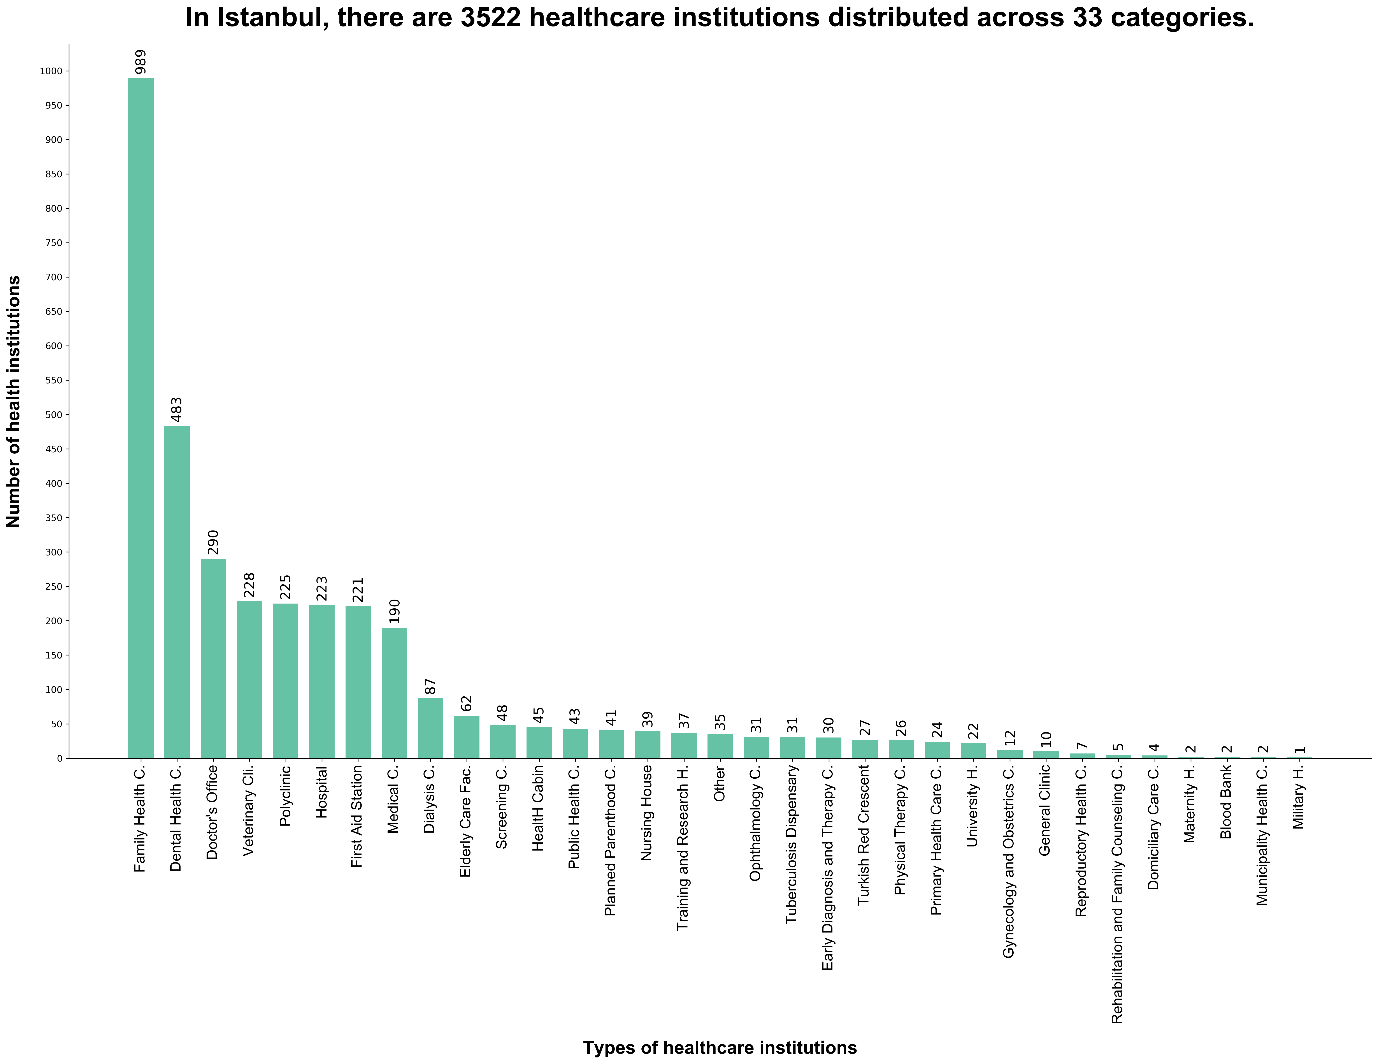 In Istanbul, there are 3522 healthcare institutions distributed across 33 categories.
Number of health institutions
1000
950
900
850
800
750
700
650
600
550
500
450
400
350
300
250
200
150
100
50
0
989
483
290
228
225
223
221
190
87
62
48
45
43
41
39
37
35
31
31
30
27
26
24
22
12
10
7
5
4
2
2
2
1
Family Health C.
Dental Health C.
Doctor's Office
Veterinary Cli.
Polyclinic
Hospital
First Aid Station
Medical C.
Dialysis C.
Elderly Care Fac.
Screening C.
HealtH Cabin
Public Health C.
Planned Parenthood C.
Nursing House
Training and Research H.
Other
Ophthalmology C.
Tuberculosis Dispensary
Early Diagnosis and Therapy C.
Turkish Red Crescent
Physical Therapy C.
Primary Health Care C.
University H.
Gynecology and Obstetrics C.
General Clinic
Reproductory Health C.
Rehabilitation and Family Counseling C.
Domiciliary Care C.
Maternity H.
Blood Bank
Municipality Health C.
Military H.
Types of healthcare institutions